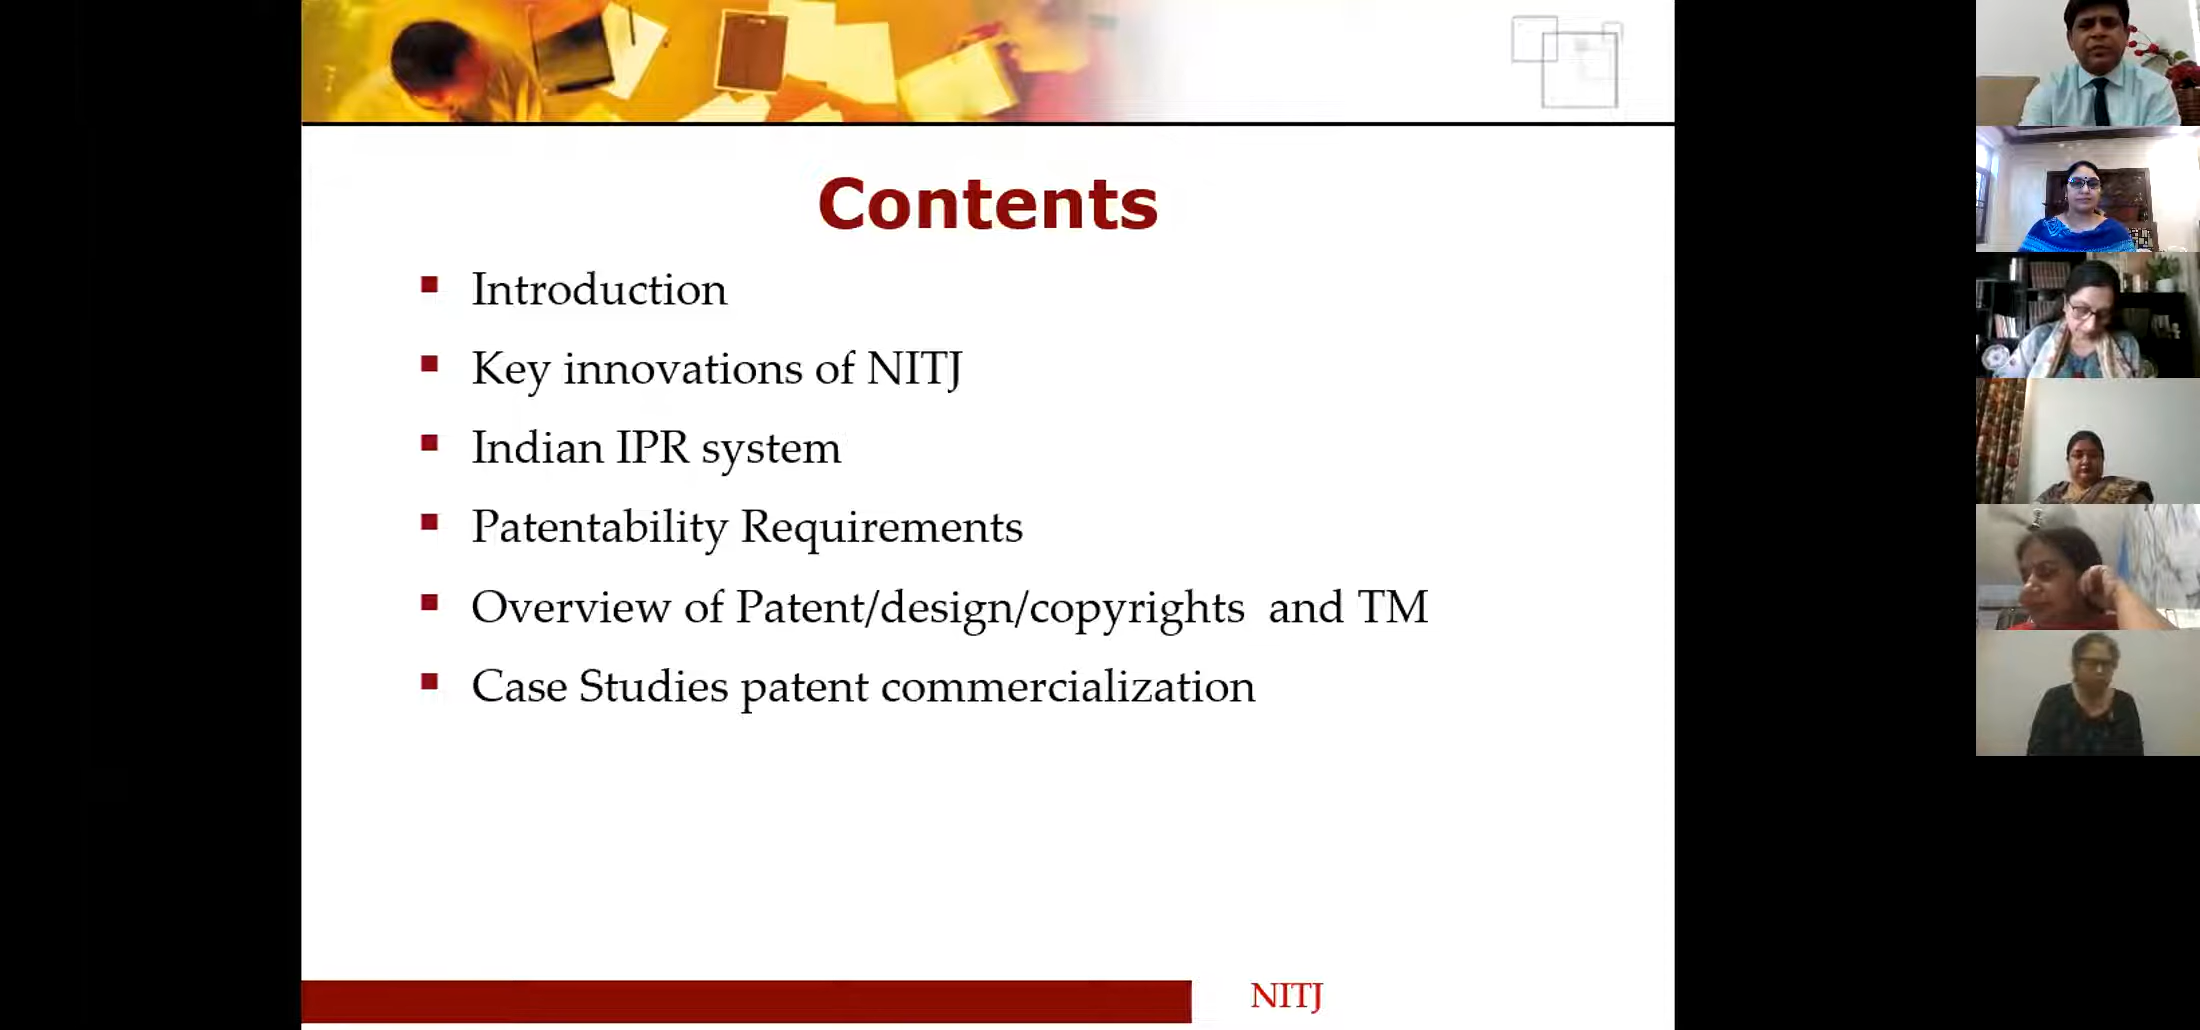 Contents
Introduction
Key innovations of NITJ
Indian IPR system
Patentability Requirements
Overview of Patent/design/copyrights and TM
Case Studies patent commercialization
NITJ